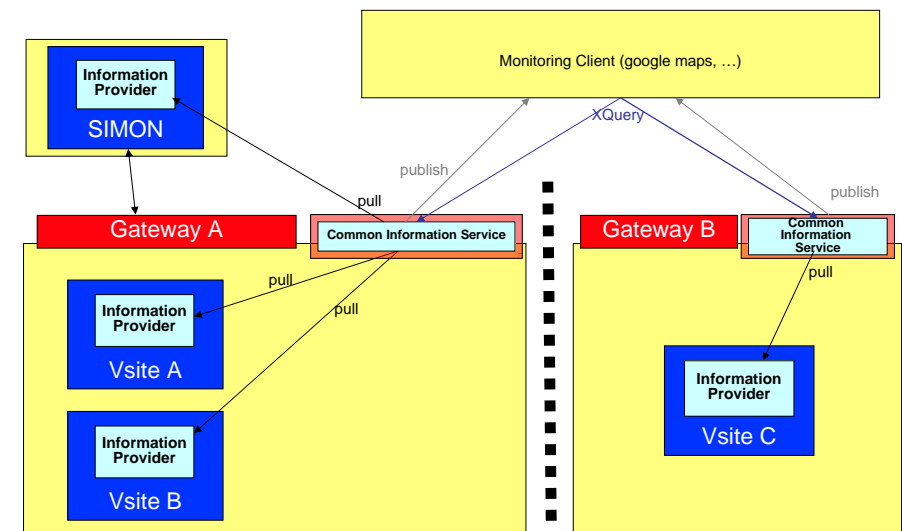 Monitoring Client (google maps, …)
Information
Provider
SIMON
XQuery
publish
publish
pull
Gateway A
Common Information Service
Gateway B
Common
Information
Service
pull
pull
pull
Information
Provider
Vsite A
Information
Provider
Vsite B
Information
Provider
Vsite C